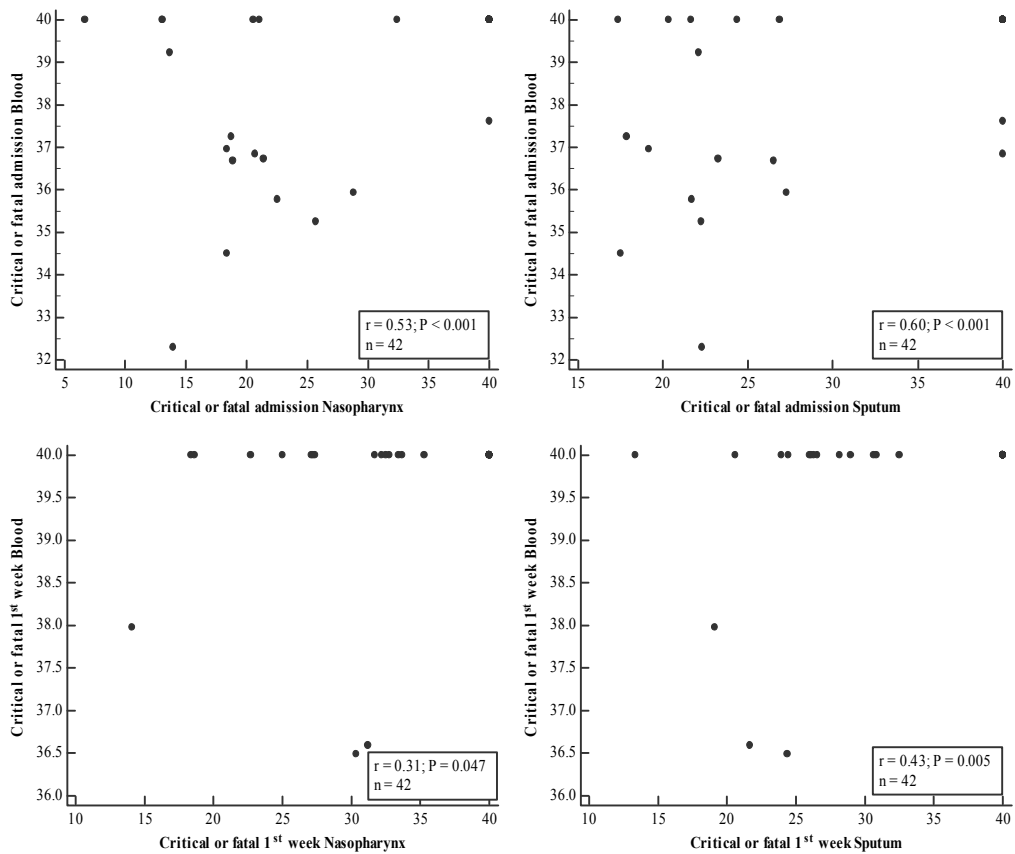 Critical or fatal admission Blood
40
39
38
37
36
35
34
33
32
r = 0.53; P < 0.001
n = 42
5 10 15 20 25 30 35 40
Critical or fatal admission Nasopharynx
Critical or fatal admission Blood
40
39
38
37
36
35
34
33
32
r = 0.60; P < 0.001
n = 42
15 20 25 30 35 40
Critical or fatal admission Sputum
Critical or fatal 1st week Blood
40.0
39.5
39.0
38.5
38.0
37.5
37.0
36.5
36.0
r = 0.31; P = 0.047
n = 42
10 15 20 25 30 35 40
Critical or fatal 1st week Nasopharynx
Critical or fatal 1st week Blood
40.0
39.5
39.0
38.5
38.0
37.5
37.0
36.5
36.0
r = 0.43; P = 0.005
n = 42
10 15 20 25 30 35 40
Critical or fatal 1st week Sputum